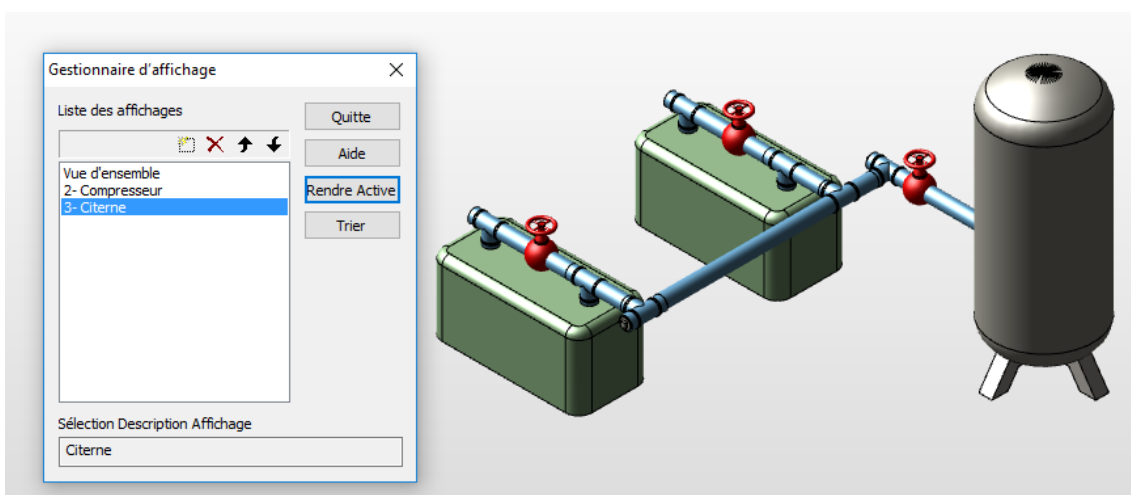 Gestionnaire d'affichage
Liste des affichages
Quitte
Aide
Vue d'ensemble
2- Compresseur
Rendre Active
3- Citerne
Trier
Sélection Description Affichage
Citerne